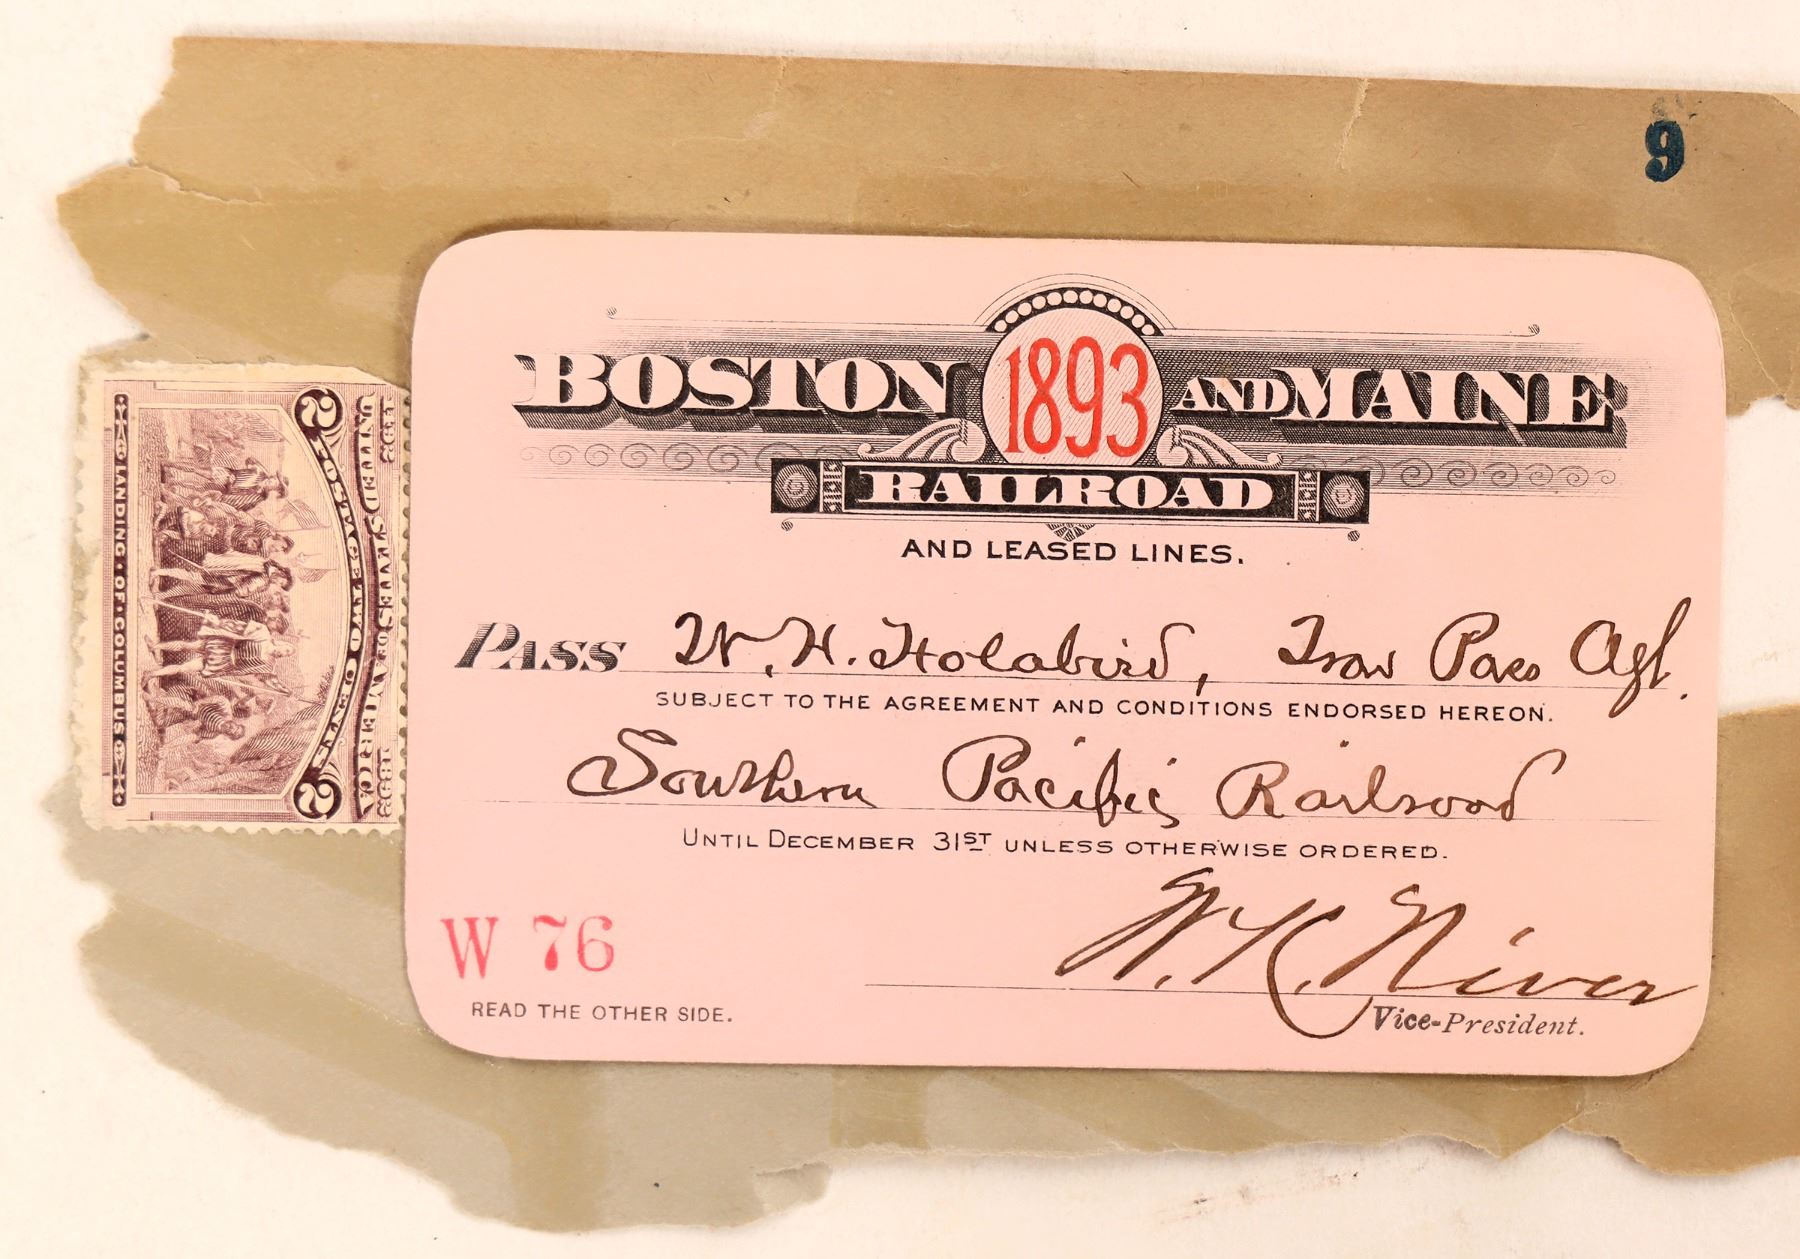 9
BOSTON 1893 AND MAINE
RAILROAD
AND LEASED LINES.
PASS W. H. Holabird, Trav Pass Agt.
SUBJECT TO THE AGREEMENT AND CONDITIONS ENDORSED HEREON.
Southern Pacific Railroad
UNTIL DECEMBER 31ST UNLESS OTHERWISE ORDERED.
W 76
READ THE OTHER SIDE.
Vice-President.
1492 1892
UNITED STATES OF AMERICA
2 POSTAGE TWO CENTS 2
LANDING OF COLUMBUS